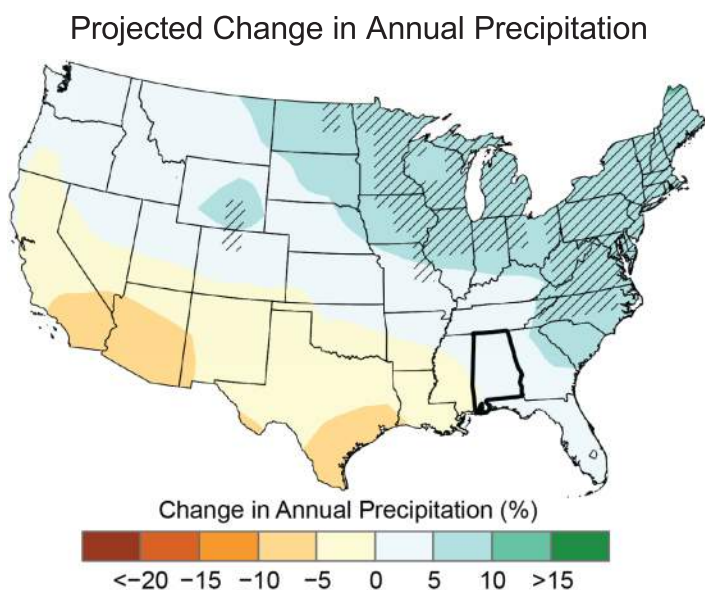 Projected Change in Annual Precipitation
Change in Annual Precipitation (%)
<−20 −15 −10 −5 0 5 10 >15